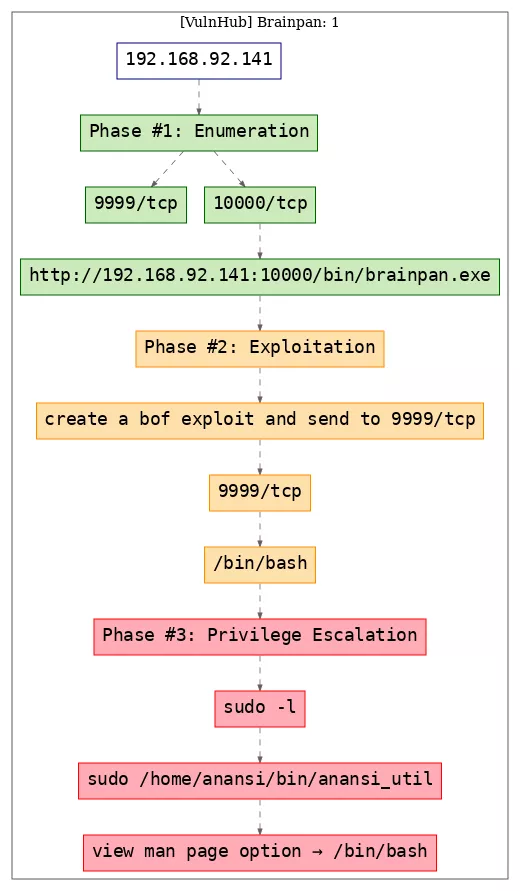 [VulnHub] Brainpan: 1
192.168.92.141
Phase #1: Enumeration
9999/tcp
10000/tcp
http://192.168.92.141:10000/bin/brainpan.exe
Phase #2: Exploitation
create a bof exploit and send to 9999/tcp
9999/tcp
/bin/bash
Phase #3: Privilege Escalation
sudo -l
sudo /home/anansi/bin/anansi_util
view man page option → /bin/bash